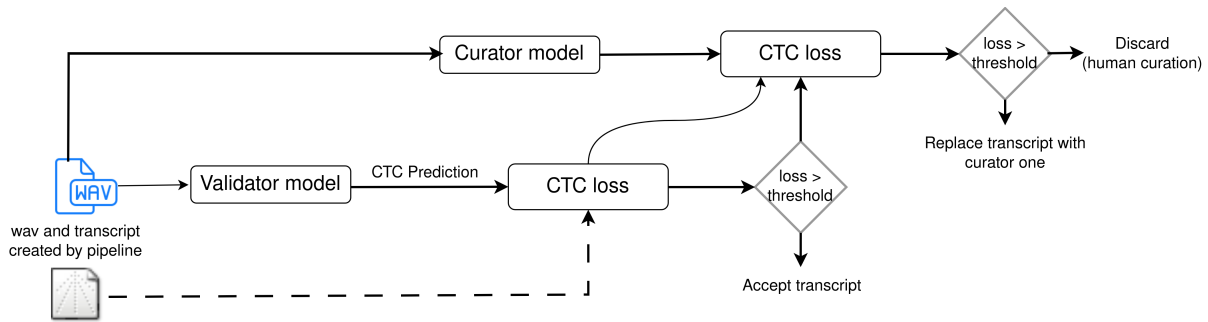 Curator model
CTC loss
loss >
threshold
Discard
(human curation)
Replace transcript with
curator one
WAV
Validator model
CTC Prediction
CTC loss
loss >
threshold
wav and transcript
created by pipeline
Accept transcript